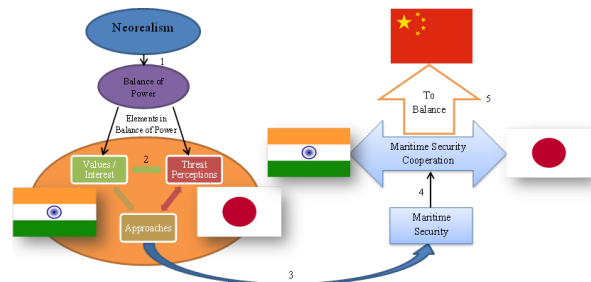 Neorealism
1
Balance of
Power
Elements in
Balance of Power
Values /
Interest
2
Threat
Perceptions
Approaches
3
Maritime
Security
4
Maritime Security
Cooperation
To
Balance
5